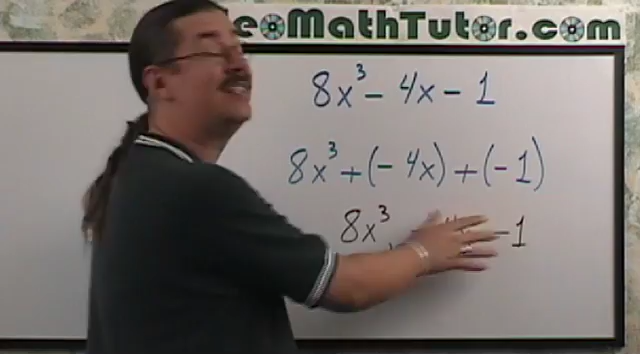 eoMathTutor.com
8x³ - 4x - 1
8x³ + (- 4x) + (- 1)
8x³ -1